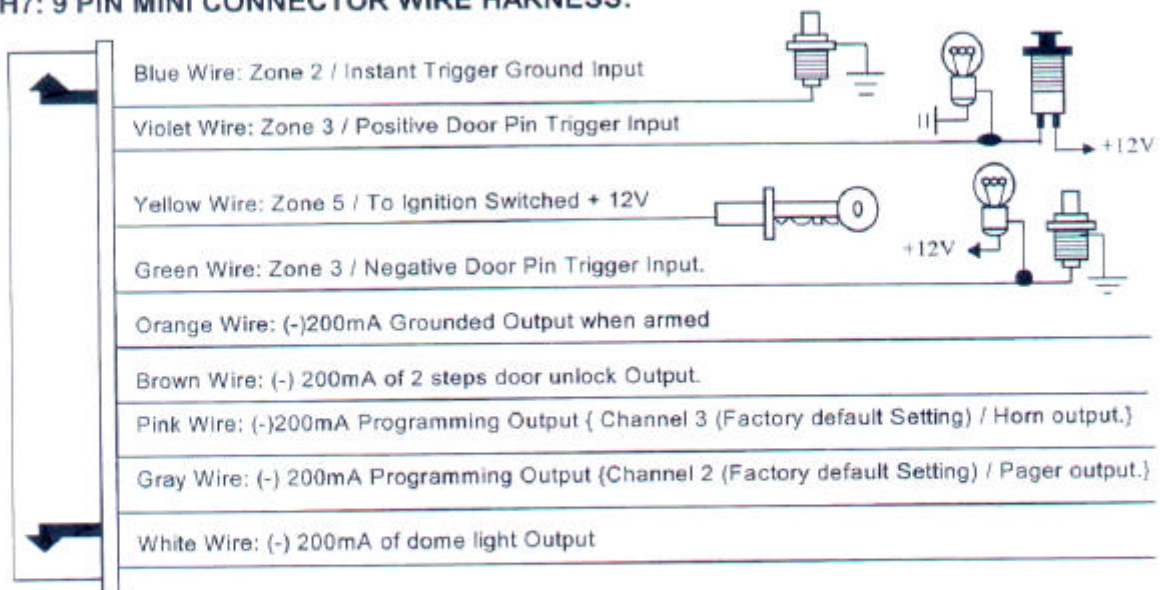 H7: 9 PIN MINI CONNECTOR WIRE HARNESS:
Blue Wire: Zone 2 / Instant Trigger Ground Input
Violet Wire: Zone 3 / Positive Door Pin Trigger Input
+12V
Yellow Wire: Zone 5 / To Ignition Switched + 12V
+12V
Green Wire: Zone 3 / Negative Door Pin Trigger Input.
Orange Wire: (-)200mA Grounded Output when armed
Brown Wire: (-) 200mA of 2 steps door unlock Output.
Pink Wire: (-)200mA Programming Output { Channel 3 (Factory default Setting) / Horn output.}
Gray Wire: (-) 200mA Programming Output {Channel 2 (Factory default Setting) / Pager output.}
White Wire: (-) 200mA of dome light Output